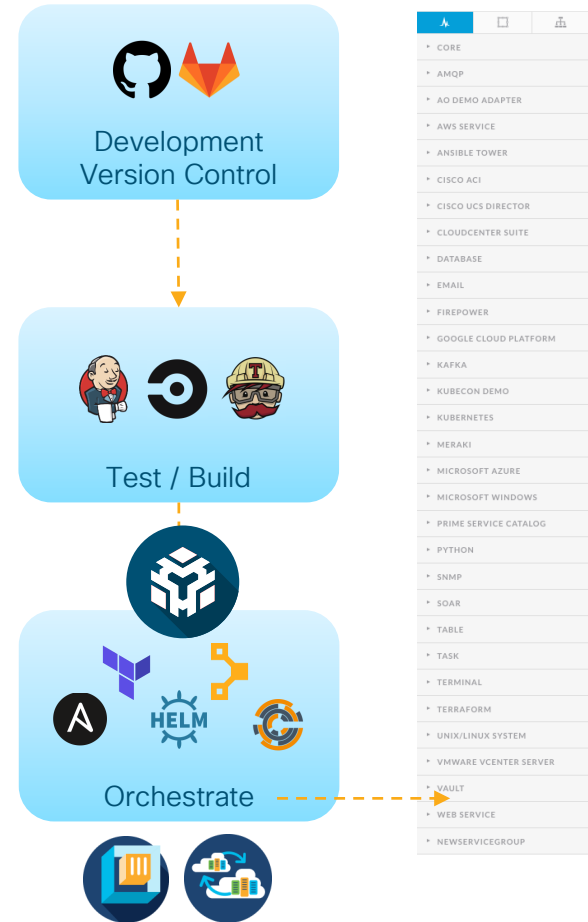 Development
Version Control
Test / Build
HELM
Orchestrate
CORE
AMQP
AO DEMO ADAPTER
AWS SERVICE
ANSIBLE TOWER
CISCO ACI
CISCO UCS DIRECTOR
CLOUDCENTER SUITE
DATABASE
EMAIL
FIREPOWER
GOOGLE CLOUD PLATFORM
KAFKA
KUBECON DEMO
KUBERNETES
MERAKI
MICROSOFT AZURE
MICROSOFT WINDOWS
PRIME SERVICE CATALOG
PYTHON
SNMP
SOAR
TABLE
TASK
TERMINAL
TERRAFORM
UNIX/LINUX SYSTEM
VMWARE VCENTER SERVER
VAULT
WEB SERVICE
NEWSERVICEGROUP